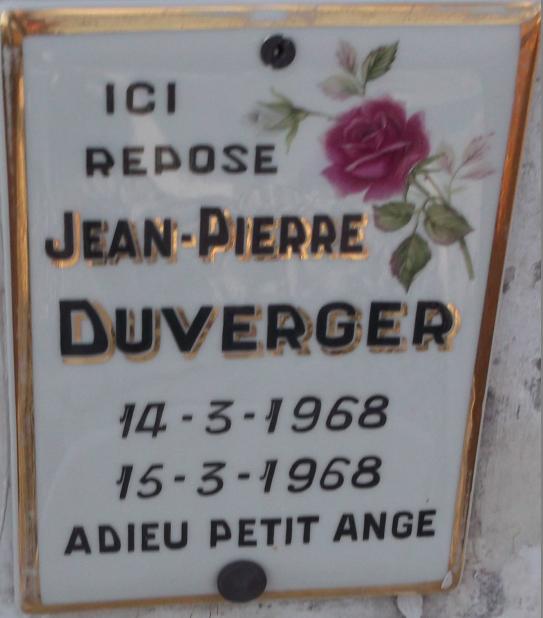 ICI
REPOSE
JEAN-PIERRE
DUVERGER
14-3-1968
15-3-1968
ADIEU PETIT ANGE